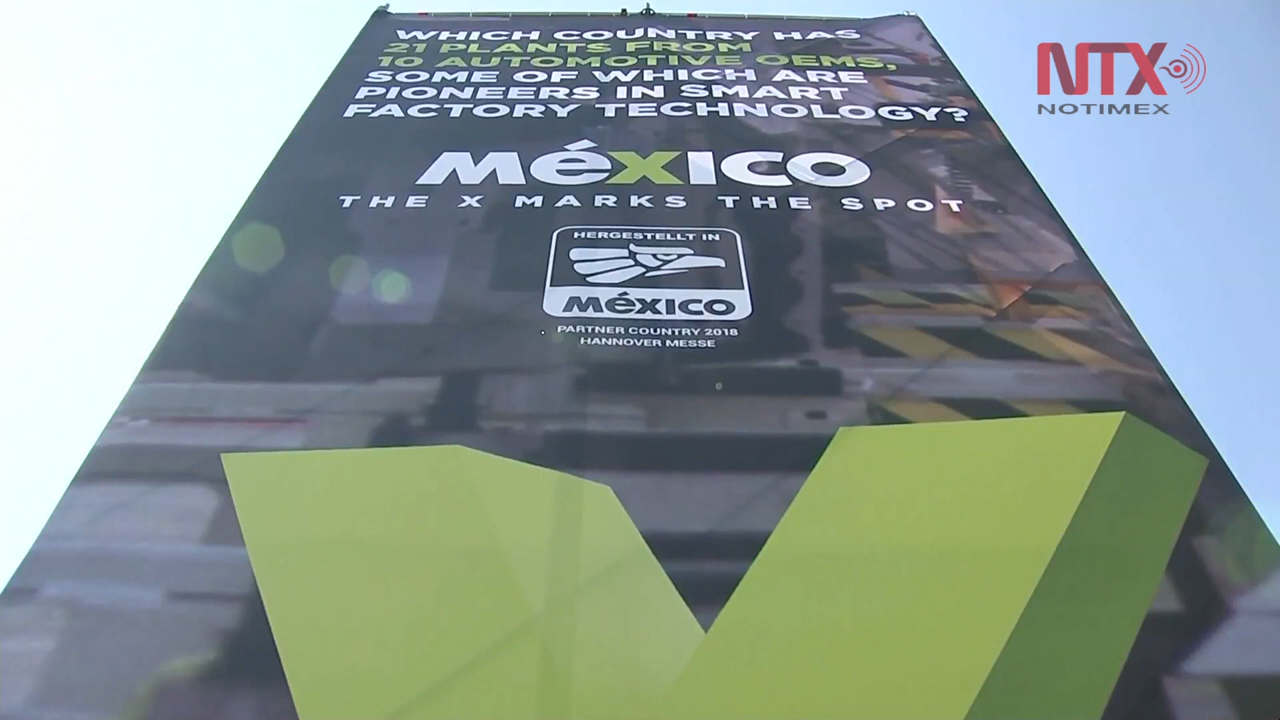 WHICH COUNTRY HAS
21 PLANTS FROM
10 AUTOMOTIVE OEMS,
SOME OF WHICH ARE
PIONEERS IN SMART
FACTORY TECHNOLOGY?
MéXICO
THE X MARKS THE SPOT
HERGESTELLT IN
MéXICO
PARTNER COUNTRY 2018
HANNOVER MESSE
NTX
NOTIMEX